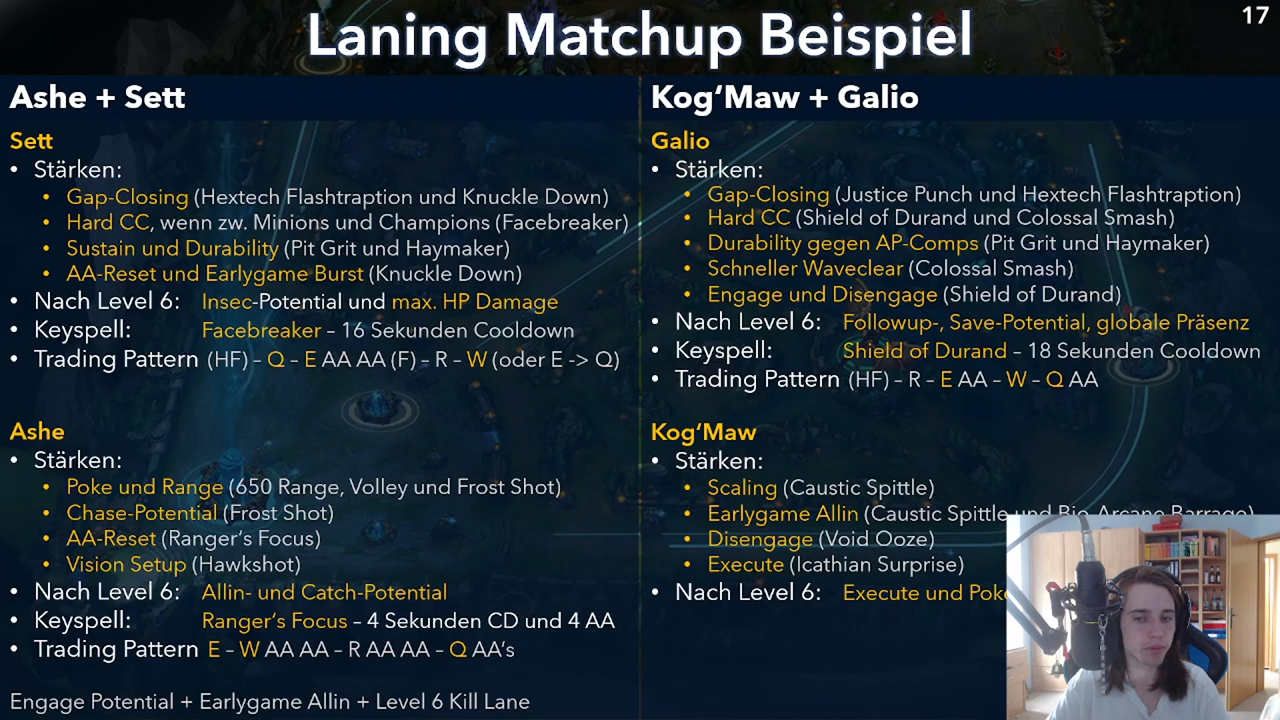 Laning Matchup Beispiel
17
Ashe + Sett
Sett
• Stärken:
• Gap-Closing (Hextech Flashtraption und Knuckle Down)
• Hard CC, wenn zw. Minions und Champions (Facebreaker)
• Sustain und Durability (Pit Grit und Haymaker)
• AA-Reset und Earlygame Burst (Knuckle Down)
• Nach Level 6: Insec-Potential und max. HP Damage
• Keyspell: Facebreaker – 16 Sekunden Cooldown
• Trading Pattern (HF) – Q – E AA AA (F) – R – W (oder E -> Q)
Ashe
• Stärken:
• Poke und Range (650 Range, Volley und Frost Shot)
• Chase-Potential (Frost Shot)
• AA-Reset (Ranger's Focus)
• Vision Setup (Hawkshot)
• Nach Level 6: Allin- und Catch-Potential
• Keyspell: Ranger's Focus – 4 Sekunden CD und 4 AA
• Trading Pattern E – W AA AA – R AA AA – Q AA's
Engage Potential + Earlygame Allin + Level 6 Kill Lane
Kog'Maw + Galio
Galio
• Stärken:
• Gap-Closing (Justice Punch und Hextech Flashtraption)
• Hard CC (Shield of Durand und Colossal Smash)
• Durability gegen AP-Comps (Pit Grit und Haymaker)
• Schneller Waveclear (Colossal Smash)
• Engage und Disengage (Shield of Durand)
• Nach Level 6: Followup-, Save-Potential, globale Präsenz
• Keyspell: Shield of Durand – 18 Sekunden Cooldown
• Trading Pattern (HF) – R – E AA – W – Q AA
Kog'Maw
• Stärken:
• Scaling (Caustic Spittle)
• Earlygame Allin (Caustic Spittle und Bio-Arcane Barrage)
• Disengage (Void Ooze)
• Execute (Icathian Surprise)
• Nach Level 6: Execute und Poke